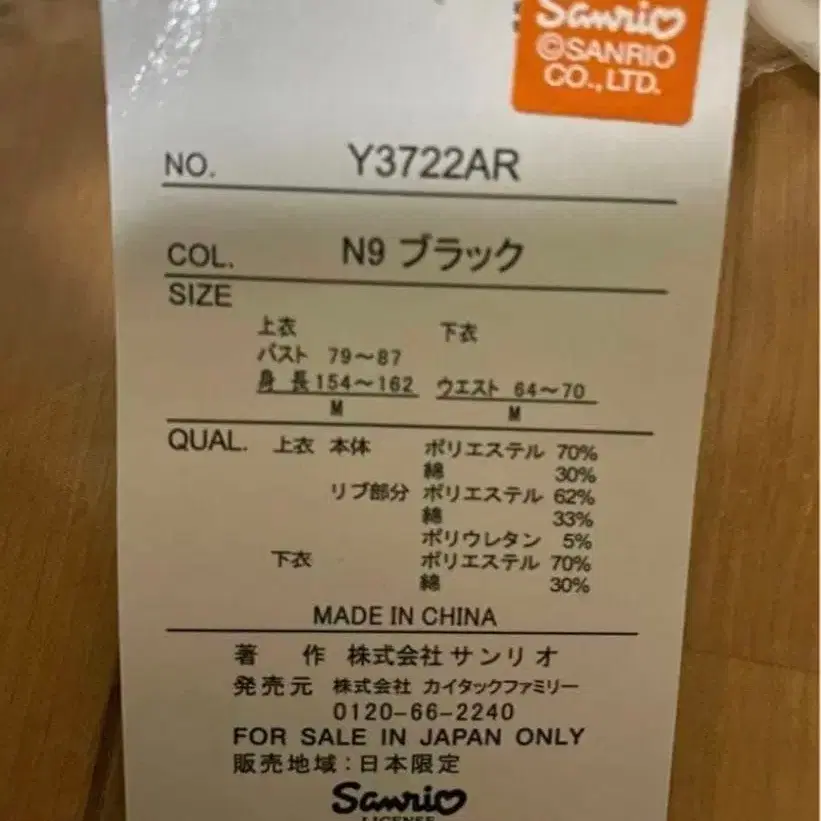 Sanrio
©SANRIO
CO.,LTD.
NO. Y3722AR
COL. N9 ブラック
SIZE
上衣 下衣
バスト 79～87
身長 154～162 ウエスト 64～70
M M
QUAL. 上衣 本体 ポリエステル 70%
綿 30%
リブ部分 ポリエステル 62%
綿 33%
ポリウレタン 5%
下衣 ポリエステル 70%
綿 30%
MADE IN CHINA
著作 株式会社サンリオ
発売元 株式会社 カイタックファミリー
0120-66-2240
FOR SALE IN JAPAN ONLY
販売地域:日本限定
Sanrio
LICENSE